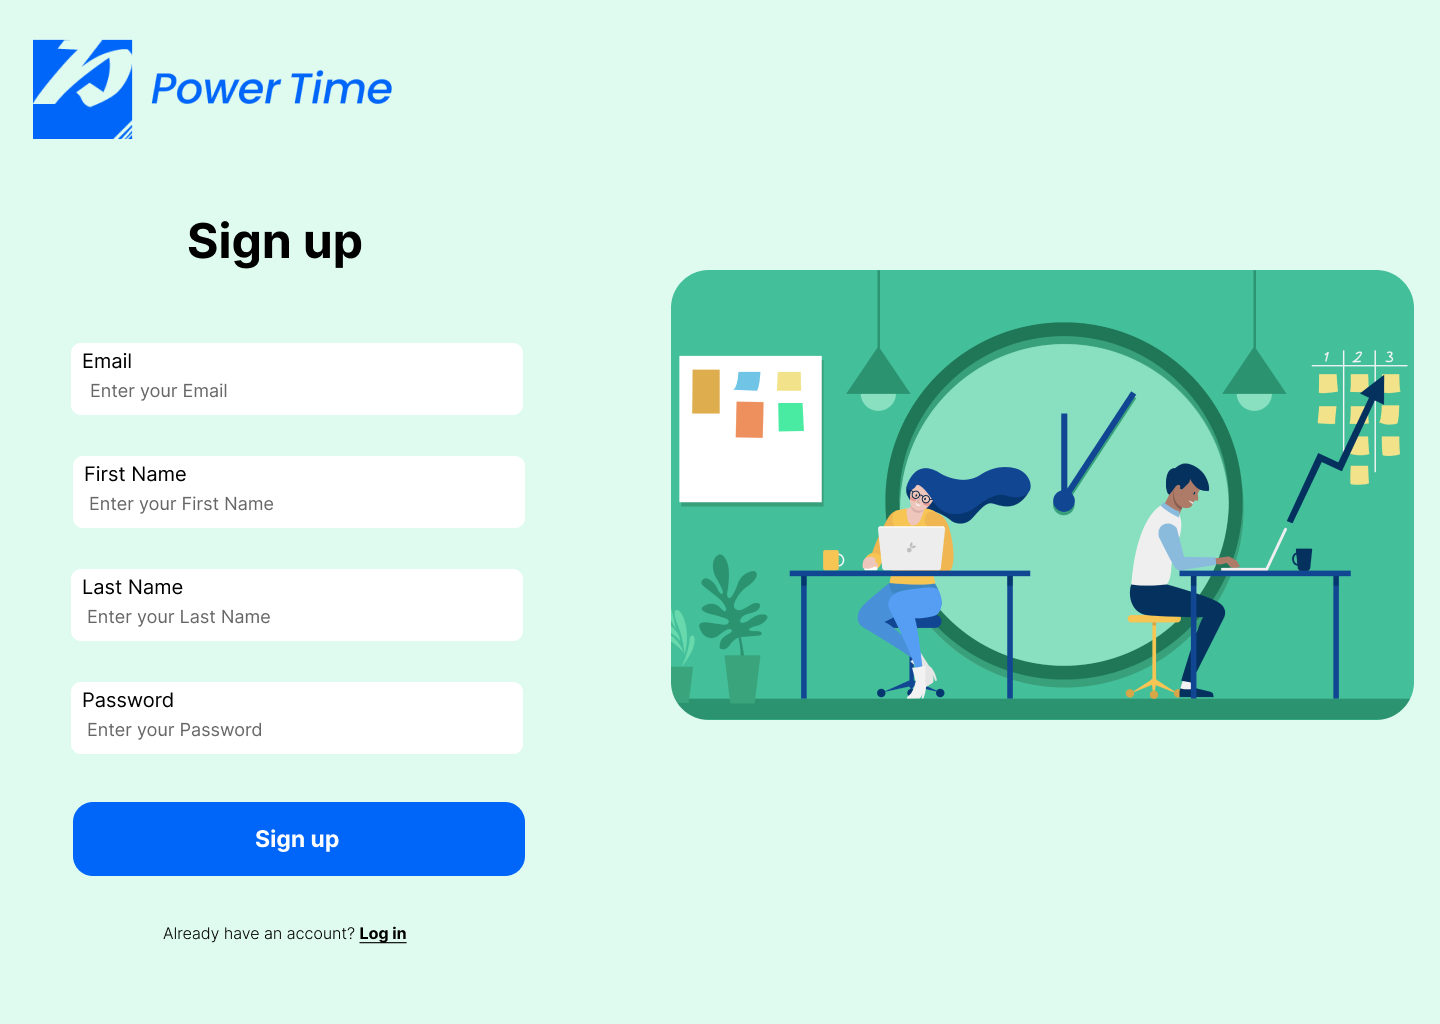 Power Time
Sign up
Email
Enter your Email
First Name
Enter your First Name
Last Name
Enter your Last Name
Password
Enter your Password
Sign up
Already have an account? Log in
1 2 3